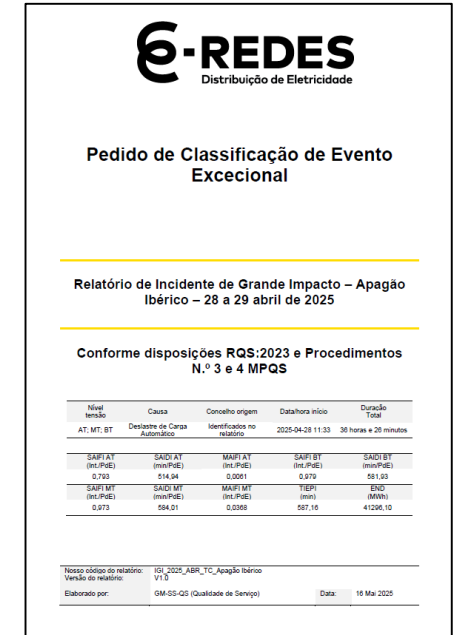 E-REDES
Distribuição de Eletricidade
Pedido de Classificação de Evento
Excecional
Relatório de Incidente de Grande Impacto – Apagão
Ibérico – 28 a 29 abril de 2025
Conforme disposições RQS:2023 e Procedimentos
N.º 3 e 4 MPQS
Nível tensão Causa Concelho origem Data/hora início Duração Total
AT; MT; BT Deslastre de Carga Automático Identificados no relatório 2025-04-28 11:33 36 horas e 26 minutos
SAIFI AT (Int./PdE) SAIDI AT (min/PdE) MAIFI AT (Int./PdE) SAIFI BT (Int./PdE) SAIDI BT (min/PdE)
0,793 514,94 0,0061 0,979 581,93
SAIFI MT (Int./PdE) SAIDI MT (min/PdE) MAIFI MT (Int./PdE) TIEPI (min) END (MWh)
0,973 584,01 0,0368 587,16 41296,10
Nosso código do relatório: IGI_2025_ABR_TC_Apagão Ibérico
Versão do relatório: V1.0
Elaborado por: GM-SS-QS (Qualidade de Serviço) Data: 16 Mai 2025